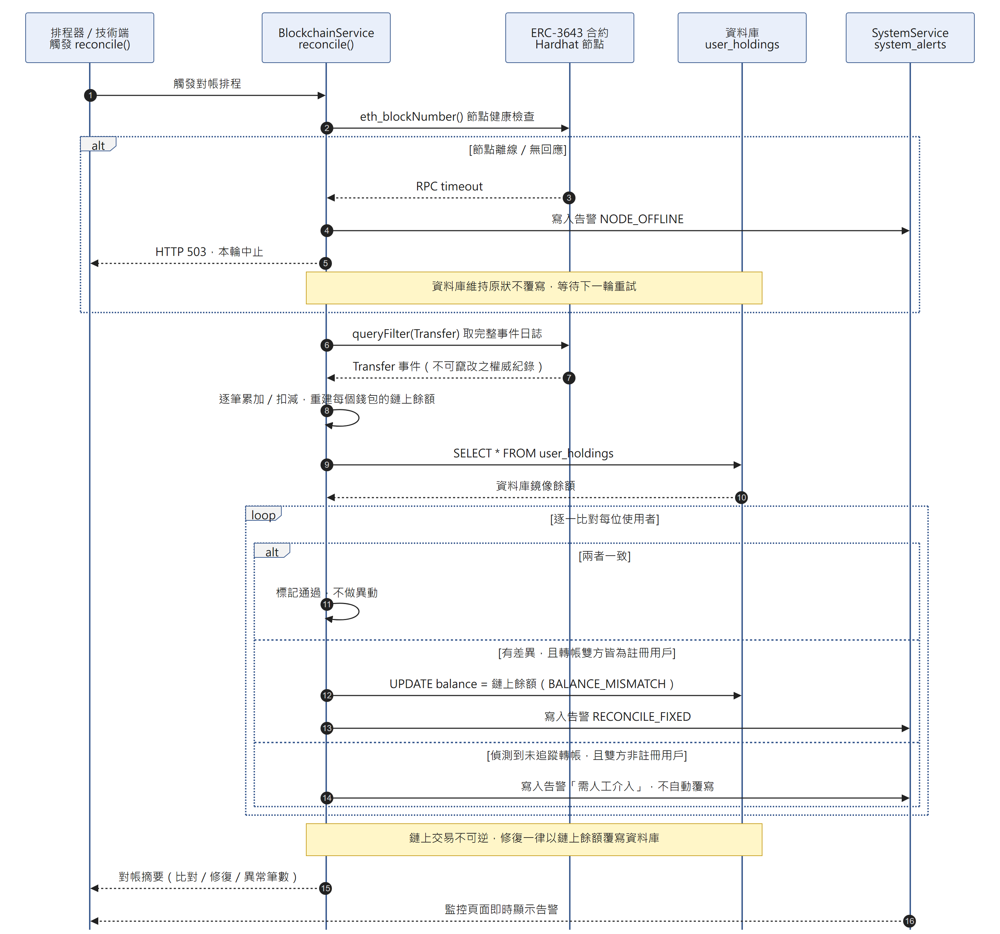 排程器 / 技術端
觸發 reconcile()
BlockchainService
reconcile()
ERC-3643 合約
Hardhat 節點
資料庫
user_holdings
SystemService
system_alerts
觸發對帳排程
1
eth_blockNumber() 節點健康檢查
2
alt
[節點離線 / 無回應]
RPC timeout
3
寫入告警 NODE_OFFLINE
4
HTTP 503，本輪中止
5
資料庫維持原狀不覆寫，等待下一輪重試
queryFilter(Transfer) 取完整事件日誌
6
Transfer 事件（不可竄改之權威紀錄）
7
逐筆累加 / 扣減，重建每個錢包的鏈上餘額
8
SELECT * FROM user_holdings
9
資料庫鏡像餘額
10
loop
[逐一比對每位使用者]
alt
[兩者一致]
標記通過，不做異動
11
[有差異，且轉帳雙方皆為註冊用戶]
UPDATE balance = 鏈上餘額（BALANCE_MISMATCH）
12
寫入告警 RECONCILE_FIXED
13
[偵測到未追蹤轉帳，且雙方非註冊用戶]
寫入告警「需人工介入」，不自動覆寫
14
鏈上交易不可逆，修復一律以鏈上餘額覆寫資料庫
對帳摘要（比對 / 修復 / 異常筆數）
15
監控頁面即時顯示告警
16